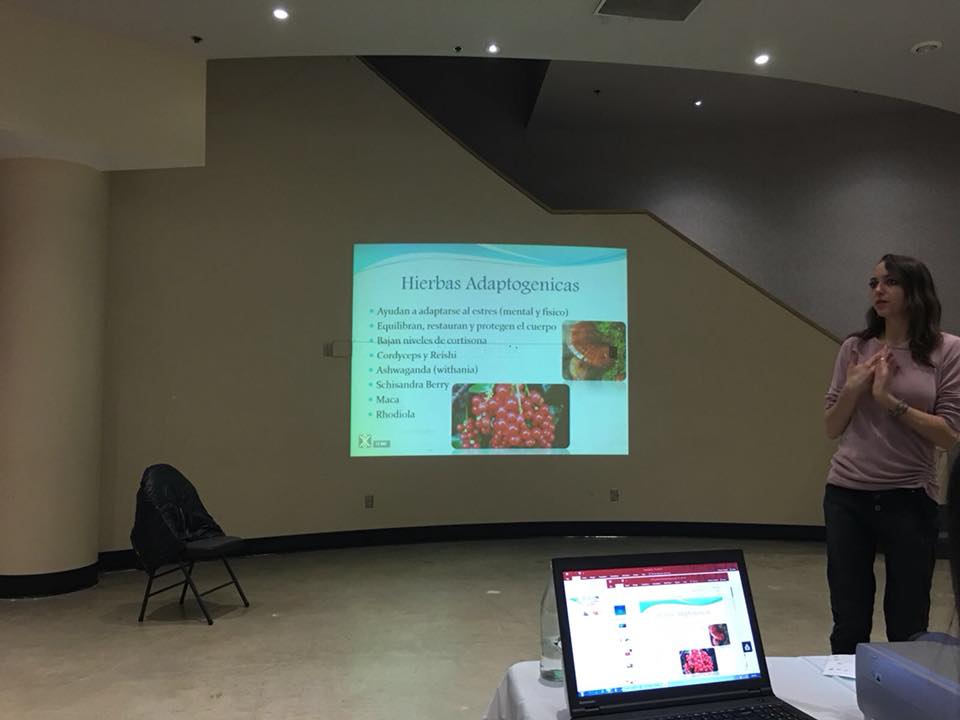 Hierbas Adaptogenicas
Ayudan a adaptarse al estres (mental y fisico)
Equilibran, restauran y protegen el cuerpo
Bajan niveles de cortisona
Cordyceps y Reishi
Ashwaganda (withania)
Schisandra Berry
Maca
Rhodiola